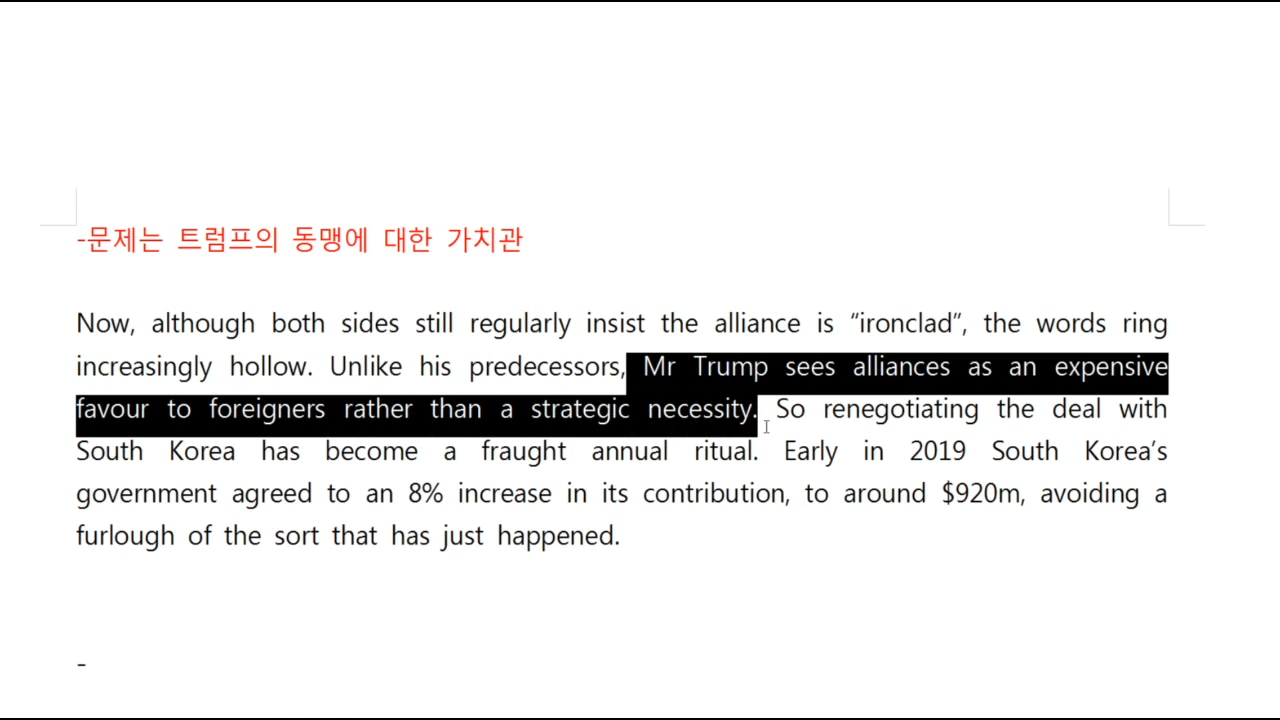 -문제는 트럼프의 동맹에 대한 가치관
Now, although both sides still regularly insist the alliance is “ironclad”, the words ring
increasingly hollow. Unlike his predecessors, Mr Trump sees alliances as an expensive
favour to foreigners rather than a strategic necessity. So renegotiating the deal with
South Korea has become a fraught annual ritual. Early in 2019 South Korea’s
government agreed to an 8% increase in its contribution, to around $920m, avoiding a
furlough of the sort that has just happened.
-